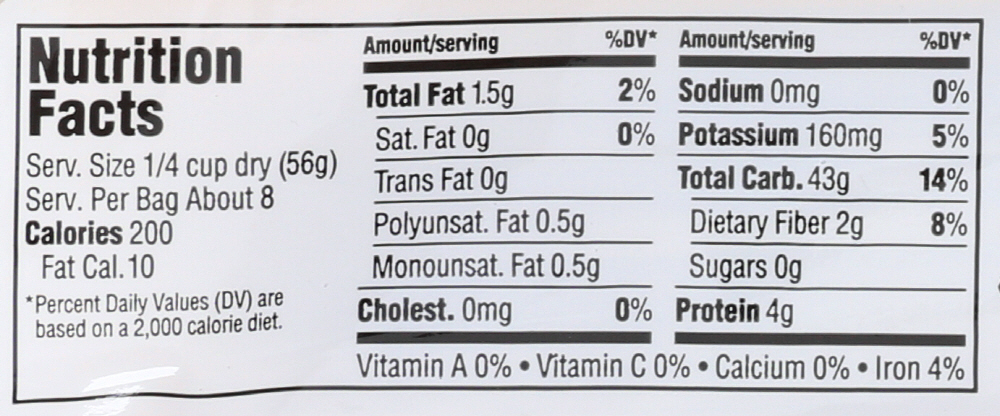 Nutrition
Facts
Serv. Size 1/4 cup dry (56g)
Serv. Per Bag About 8
Calories 200
Fat Cal. 10
*Percent Daily Values (DV) are
based on a 2,000 calorie diet.
Amount/serving %DV*
Total Fat 1.5g 2%
Sat. Fat 0g 0%
Trans Fat 0g
Polyunsat. Fat 0.5g
Monounsat. Fat 0.5g
Cholest. 0mg 0%
Amount/serving %DV*
Sodium 0mg 0%
Potassium 160mg 5%
Total Carb. 43g 14%
Dietary Fiber 2g 8%
Sugars 0g
Protein 4g
Vitamin A 0% • Vitamin C 0% • Calcium 0% • Iron 4%